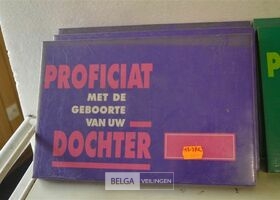 PROFICIAT
MET DE
GEBOORTE
VAN UW
DOCHTER
BELGA VEILINGEN